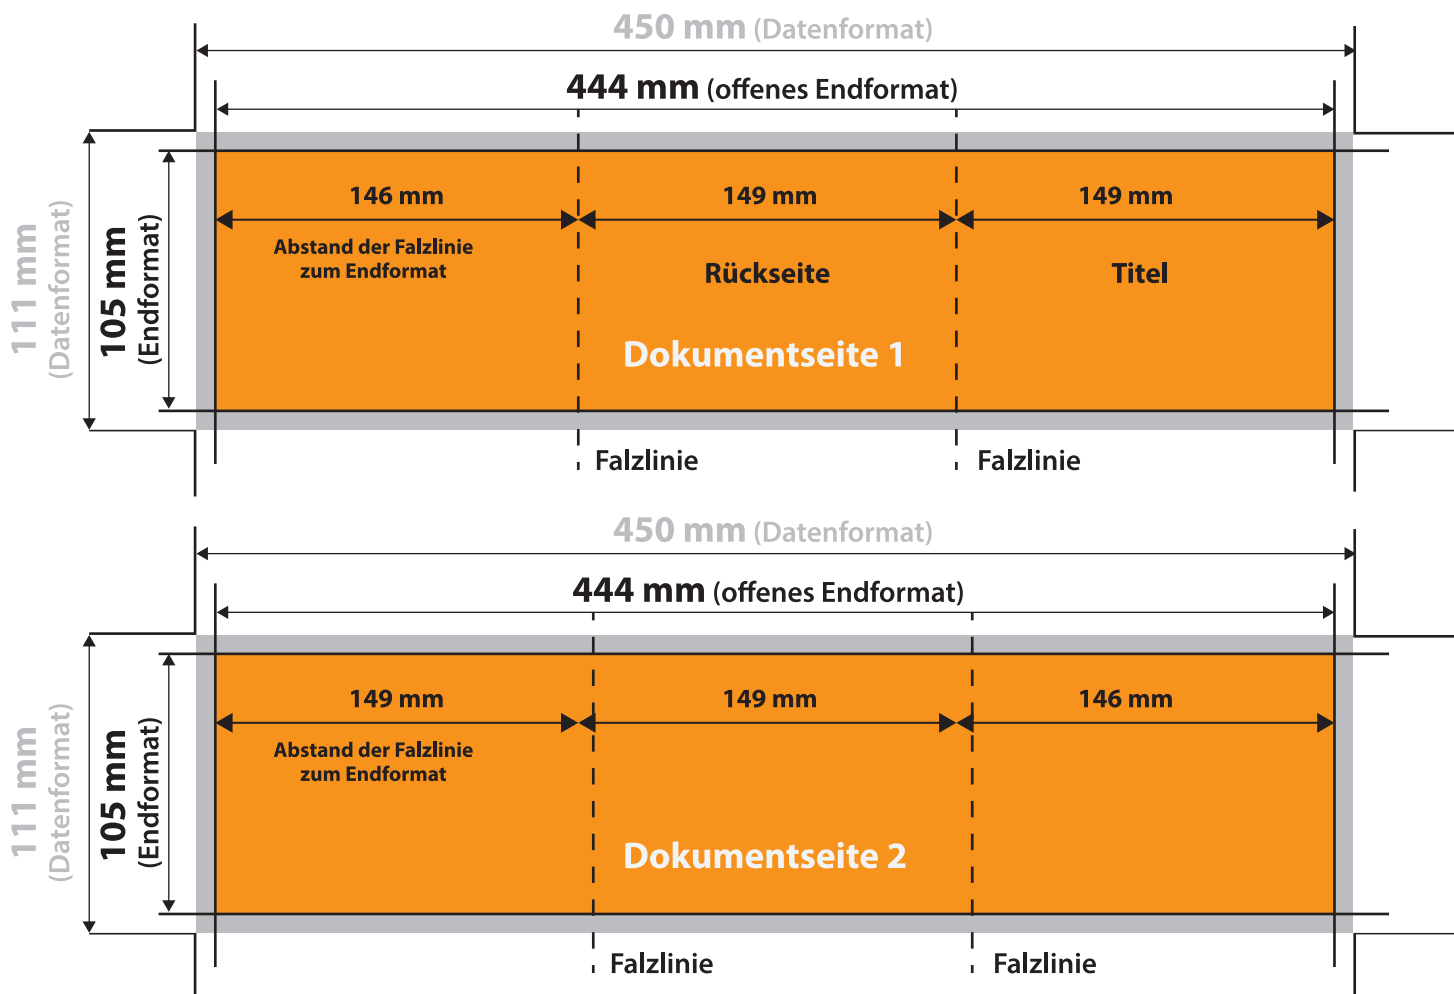 450 mm (Datenformat)
444 mm (offenes Endformat)
146 mm
149 mm
149 mm
Abstand der Falzlinie
zum Endformat
Rückseite
Titel
111 mm
(Datenformat)
105 mm
(Endformat)
Dokumentseite 1
Falzlinie
Falzlinie
450 mm (Datenformat)
444 mm (offenes Endformat)
149 mm
149 mm
146 mm
Abstand der Falzlinie
zum Endformat
111 mm
(Datenformat)
105 mm
(Endformat)
Dokumentseite 2
Falzlinie
Falzlinie